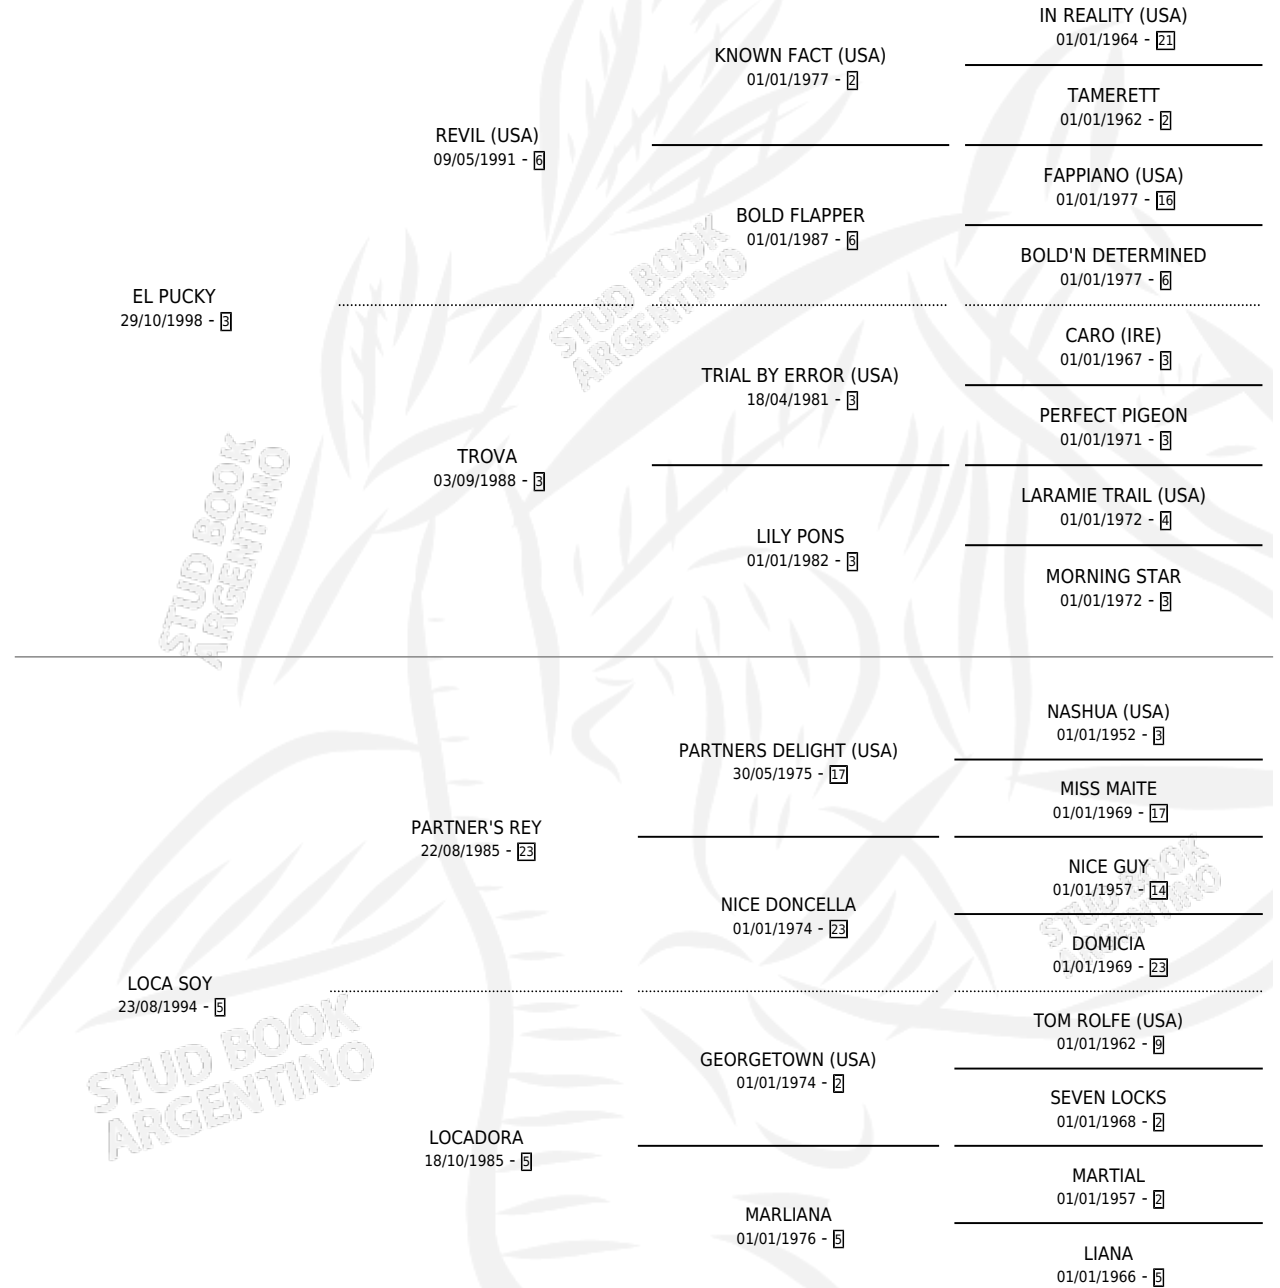 IN REALITY (USA)
01/01/1964 - 21
KNOWN FACT (USA)
01/01/1977 - 2
TAMERETT
01/01/1962 - 2
REVIL (USA)
09/05/1991 - 6
FAPPIANO (USA)
01/01/1977 - 16
BOLD FLAPPER
01/01/1987 - 6
BOLD'N DETERMINED
01/01/1977 - 6
EL PUCKY
29/10/1998 - 3
CARO (IRE)
01/01/1967 - 3
TRIAL BY ERROR (USA)
18/04/1981 - 3
PERFECT PIGEON
01/01/1971 - 3
TROVA
03/09/1988 - 3
LARAMIE TRAIL (USA)
01/01/1972 - 4
LILY PONS
01/01/1982 - 3
MORNING STAR
01/01/1972 - 3
NASHUA (USA)
01/01/1952 - 3
PARTNERS DELIGHT (USA)
30/05/1975 - 17
MISS MAITE
01/01/1969 - 17
PARTNER'S REY
22/08/1985 - 23
NICE GUY
01/01/1957 - 14
NICE DONCELLA
01/01/1974 - 23
DOMICIA
01/01/1969 - 23
LOCA SOY
23/08/1994 - 5
TOM ROLFE (USA)
01/01/1962 - 9
GEORGETOWN (USA)
01/01/1974 - 2
SEVEN LOCKS
01/01/1968 - 2
LOCADORA
18/10/1985 - 5
MARTIAL
01/01/1957 - 2
MARLIANA
01/01/1976 - 5
LIANA
01/01/1966 - 5
STUD BOOK
ARGENTINO
STUD BOOK
ARGENTINO
STUD BOOK
ARGENTINO
STUD BOOK
ARGENTINO